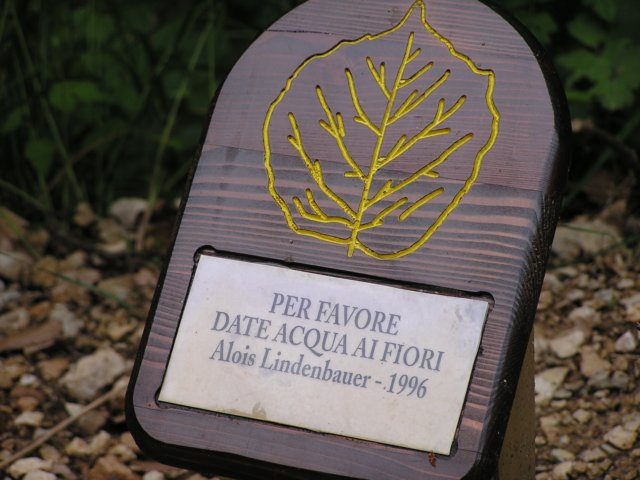 PER FAVORE
DATE ACQUA AI FIORI
Alois Lindenbauer - 1996